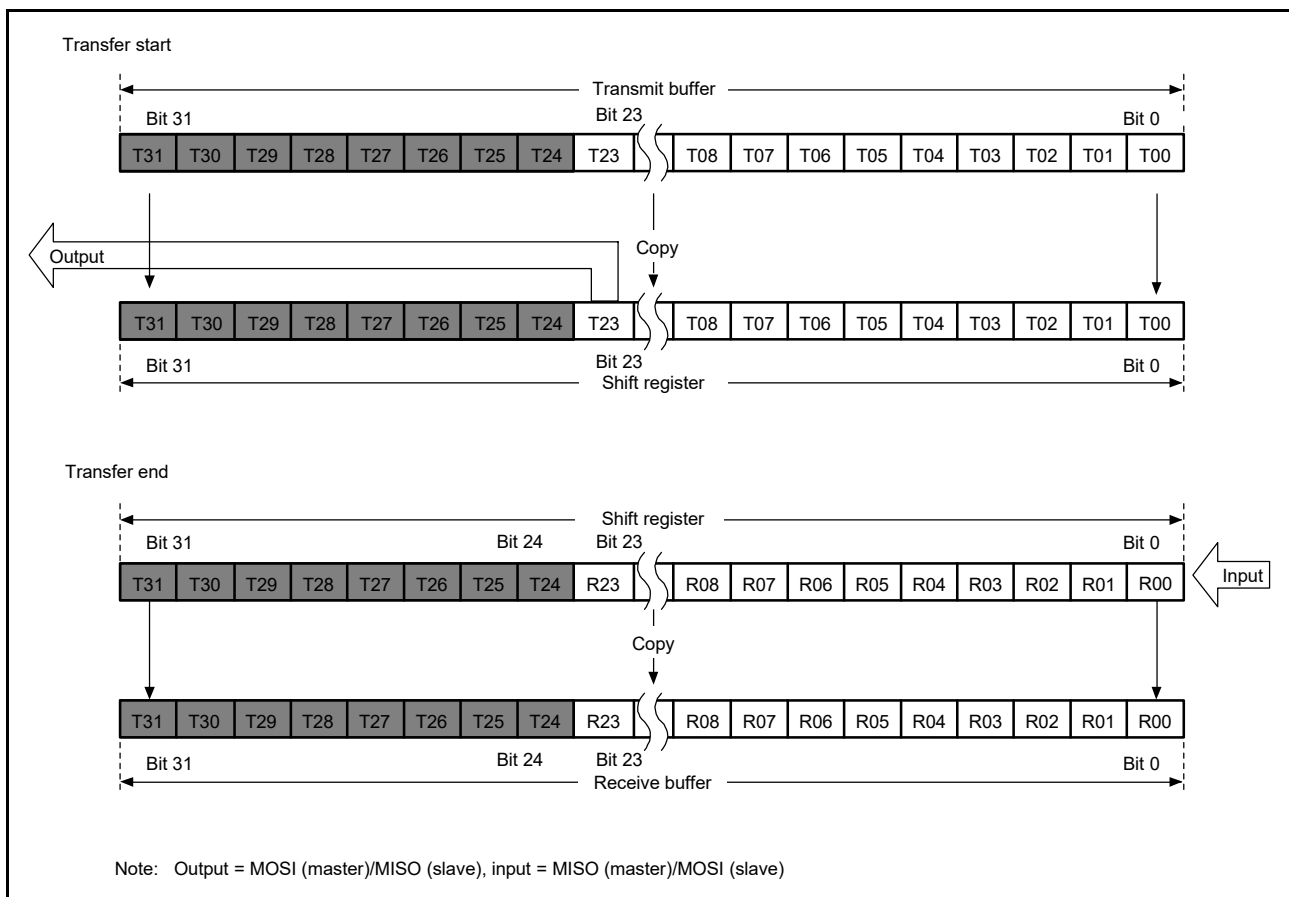 Transfer start
Transmit buffer
Bit 31 Bit 23 Bit 0
T31 T30 T29 T28 T27 T26 T25 T24 T23 T08 T07 T06 T05 T04 T03 T02 T01 T00
Output Copy
T31 T30 T29 T28 T27 T26 T25 T24 T23 T08 T07 T06 T05 T04 T03 T02 T01 T00
Bit 31 Bit 23 Bit 0
Shift register
Transfer end
Shift register
Bit 31 Bit 24 Bit 23 Bit 0
T31 T30 T29 T28 T27 T26 T25 T24 R23 R08 R07 R06 R05 R04 R03 R02 R01 R00 Input
Copy
T31 T30 T29 T28 T27 T26 T25 T24 R23 R08 R07 R06 R05 R04 R03 R02 R01 R00
Bit 31 Bit 24 Bit 23 Bit 0
Receive buffer
Note: Output = MOSI (master)/MISO (slave), input = MISO (master)/MOSI (slave)